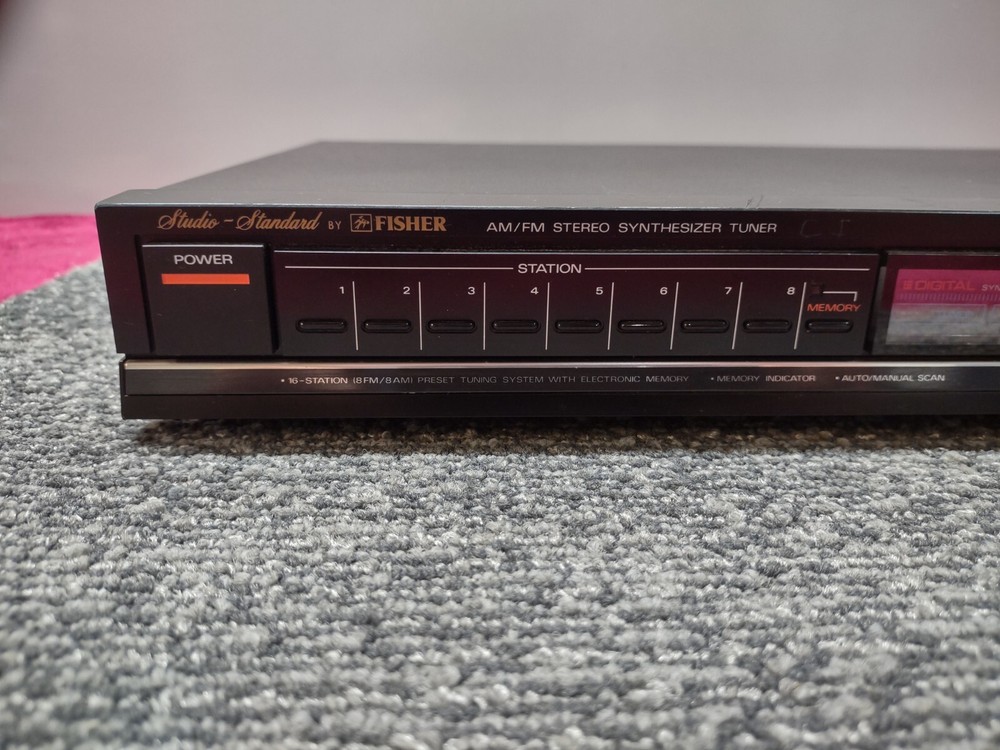 Studio-Standard BY FISHER AM/FM STEREO SYNTHESIZER TUNER
POWER
STATION
1 2 3 4 5 6 7 8
MEMORY
DIGITAL
• 16-STATION (8FM/8AM) PRESET TUNING SYSTEM WITH ELECTRONIC MEMORY • MEMORY INDICATOR • AUTO/MANUAL SCAN